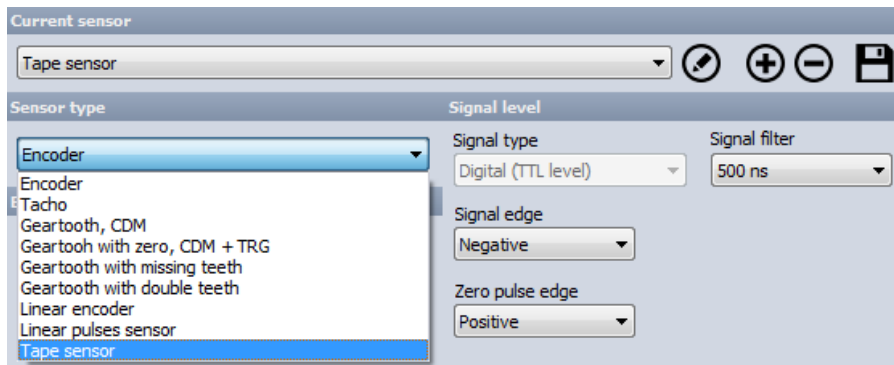 Current sensor
Tape sensor
Sensor type
Signal level
Encoder
Signal type
Signal filter
Digital (TTL level)
500 ns
Encoder
Tacho
Geartooth, CDM
Geartooh with zero, CDM + TRG
Geartooth with missing teeth
Geartooth with double teeth
Linear encoder
Linear pulses sensor
Tape sensor
Signal edge
Negative
Zero pulse edge
Positive